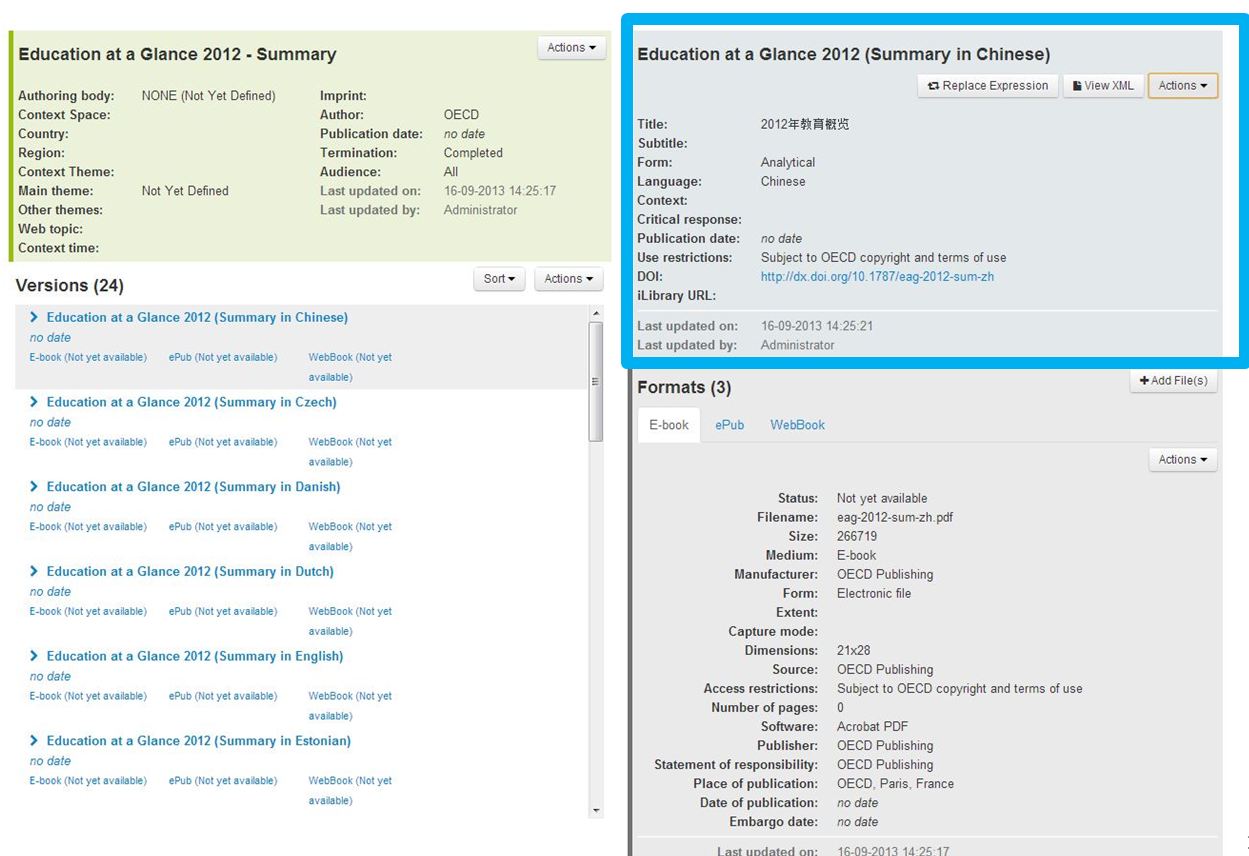 Education at a Glance 2012 - Summary
Actions
Authoring body: NONE (Not Yet Defined)
Context Space:
Country:
Region:
Context Theme:
Main theme: Not Yet Defined
Other themes:
Web topic:
Context time:
Imprint:
Author: OECD
Publication date: no date
Termination: Completed
Audience: All
Last updated on: 16-09-2013 14:25:17
Last updated by: Administrator
Versions (24)
Sort
Actions
Education at a Glance 2012 (Summary in Chinese)
no date
E-book (Not yet available) ePub (Not yet available) WebBook (Not yet
available)
Education at a Glance 2012 (Summary in Czech)
no date
E-book (Not yet available) ePub (Not yet available) WebBook (Not yet
available)
Education at a Glance 2012 (Summary in Danish)
no date
E-book (Not yet available) ePub (Not yet available) WebBook (Not yet
available)
Education at a Glance 2012 (Summary in Dutch)
no date
E-book (Not yet available) ePub (Not yet available) WebBook (Not yet
available)
Education at a Glance 2012 (Summary in English)
no date
E-book (Not yet available) ePub (Not yet available) WebBook (Not yet
available)
Education at a Glance 2012 (Summary in Estonian)
no date
E-book (Not yet available) ePub (Not yet available) WebBook (Not yet
available)
Education at a Glance 2012 (Summary in Chinese)
Replace Expression View XML Actions
Title: 2012年教育概览
Subtitle:
Form: Analytical
Language: Chinese
Context:
Critical response:
Publication date: no date
Use restrictions: Subject to OECD copyright and terms of use
DOI: http://dx.doi.org/10.1787/eag-2012-sum-zh
iLibrary URL:
Last updated on: 16-09-2013 14:25:21
Last updated by: Administrator
Formats (3)
Add File(s)
E-book ePub WebBook
Actions
Status: Not yet available
Filename: eag-2012-sum-zh.pdf
Size: 266719
Medium: E-book
Manufacturer: OECD Publishing
Form: Electronic file
Extent:
Capture mode:
Dimensions: 21x28
Source: OECD Publishing
Access restrictions: Subject to OECD copyright and terms of use
Number of pages: 0
Software: Acrobat PDF
Publisher: OECD Publishing
Statement of responsibility: OECD Publishing
Place of publication: OECD, Paris, France
Date of publication: no date
Embargo date: no date
Last updated on: 16-09-2013 14:25:17